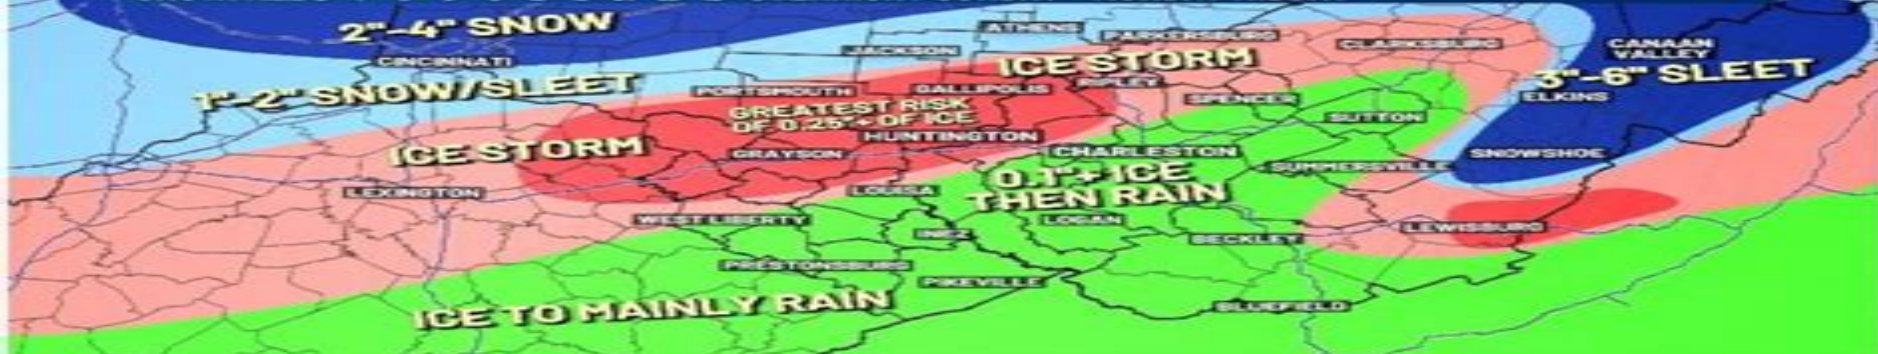 2"-4" SNOW
ATHENS
PARKERSBURG
CLARKSBURG
CANAAN
VALLEY
JACKSON
CINCINNATI
ICE STORM
3"-6" SLEET
1"-2" SNOW/SLEET
PORTSMOUTH
GALLIPOLIS
RIPLEY
SPENCER
ELKINS
GREATEST RISK
OF 0.25"+ OF ICE
SUTTON
HUNTINGTON
ICE STORM
GRAYSON
CHARLESTON
SNOWSHOE
SUMMERSVILLE
0.1"+ ICE
THEN RAIN
LEXINGTON
LOUISA
WEST LIBERTY
LOGAN
INEZ
BECKLEY
LEWISBURG
PRESTONSBURG
PIKEVILLE
ICE TO MAINLY RAIN
BLUEFIELD